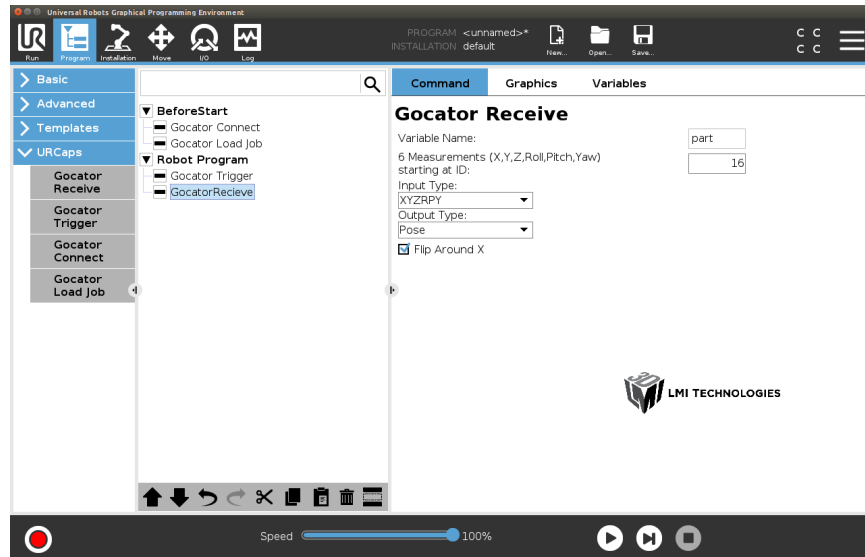 Universal Robots Graphical Programming Environment
UR
Run
Program
Installation
Move
I/O
Log
PROGRAM <unnamed>*
INSTALLATION default
New...
Open...
Save...
C C
C C
Basic
Advanced
Templates
URCaps
Gocator
Receive
Gocator
Trigger
Gocator
Connect
Gocator
Load Job
BeforeStart
Gocator Connect
Gocator Load Job
Robot Program
Gocator Trigger
GocatorRecieve
Command Graphics Variables
Gocator Receive
Variable Name: part
6 Measurements (X,Y,Z,Roll,Pitch,Yaw)
starting at ID: 16
Input Type:
XYZRPY
Output Type:
Pose
Flip Around X
3D
LMI
LMI TECHNOLOGIES
Speed 100%